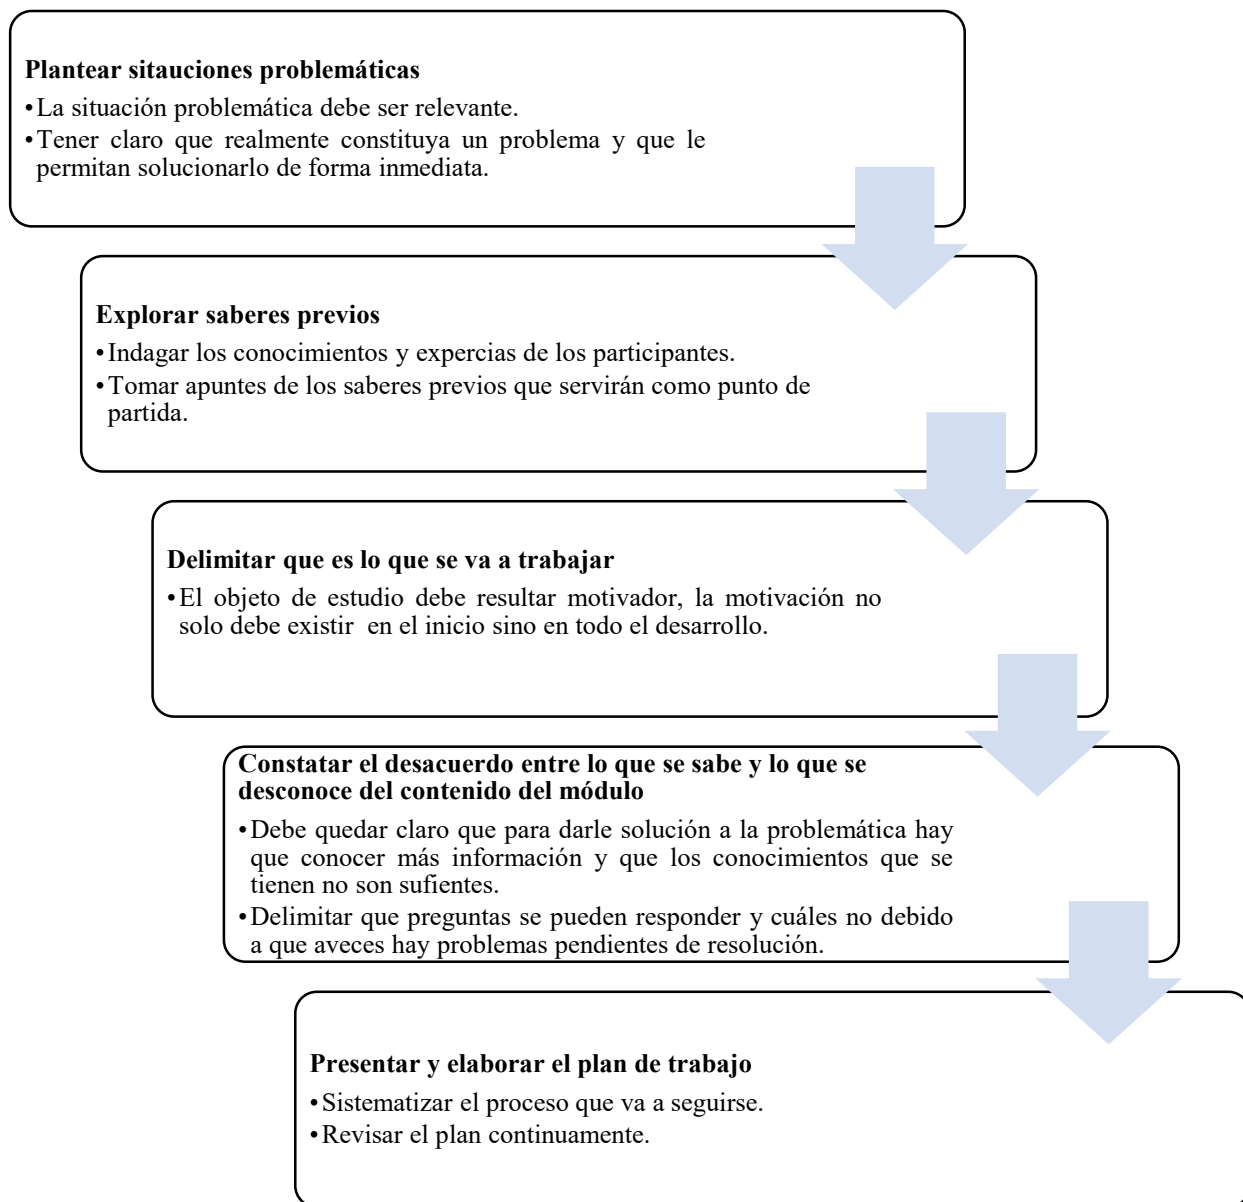 Plantear sitauciones problemáticas
•La situación problemática debe ser relevante.
•Tener claro que realmente constituya un problema y que le
permitan solucionarlo de forma inmediata.
Explorar saberes previos
•Indagar los conocimientos y expercias de los participantes.
•Tomar apuntes de los saberes previos que servirán como punto de
partida.
Delimitar que es lo que se va a trabajar
•El objeto de estudio debe resultar motivador, la motivación no
solo debe existir en el inicio sino en todo el desarrollo.
Constatar el desacuerdo entre lo que se sabe y lo que se
desconoce del contenido del módulo
•Debe quedar claro que para darle solución a la problemática hay
que conocer más información y que los conocimientos que se
tienen no son sufientes.
•Delimitar que preguntas se pueden responder y cuáles no debido
a que aveces hay problemas pendientes de resolución.
Presentar y elaborar el plan de trabajo
•Sistematizar el proceso que va a seguirse.
•Revisar el plan continuamente.